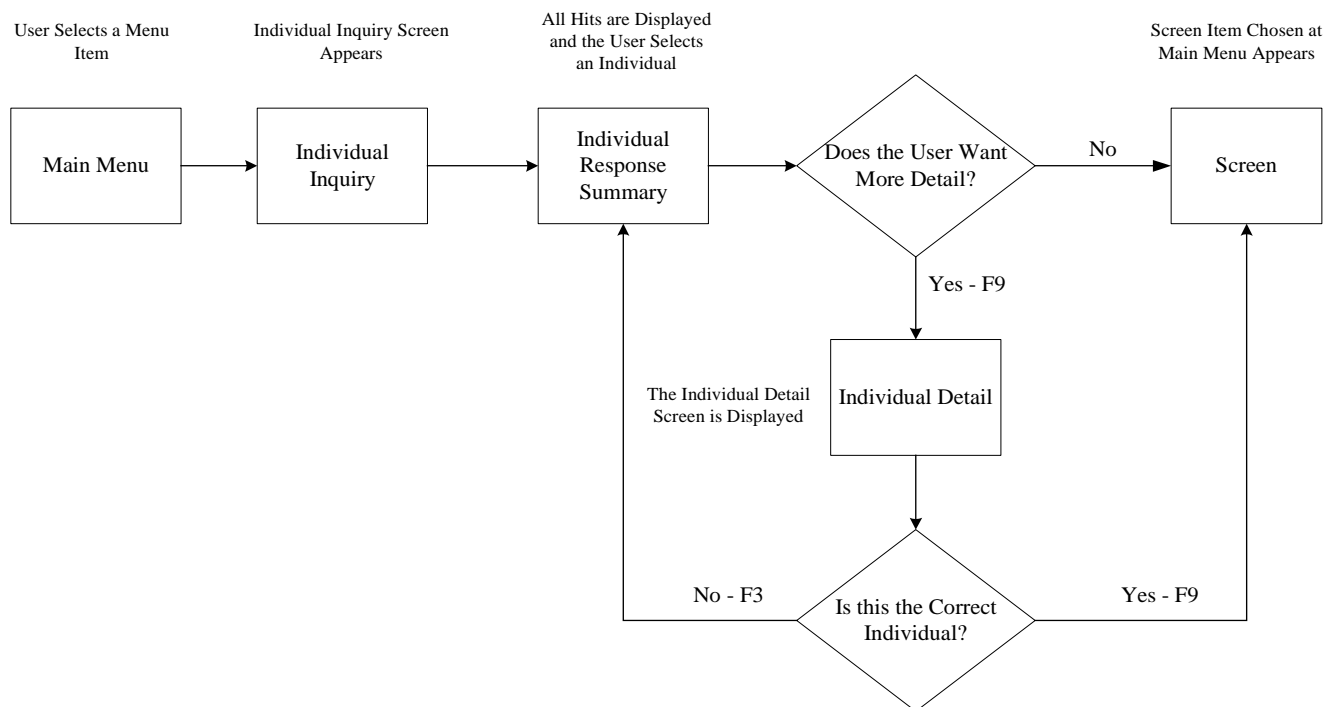 User Selects a Menu
Item
Individual Inquiry Screen
Appears
All Hits are Displayed
and the User Selects
an Individual
Screen Item Chosen at
Main Menu Appears
Main Menu
Individual
Inquiry
Individual
Response
Summary
Does the User Want
More Detail?
No
Screen
Yes - F9
The Individual Detail
Screen is Displayed
Individual Detail
No - F3
Is this the Correct
Individual?
Yes - F9